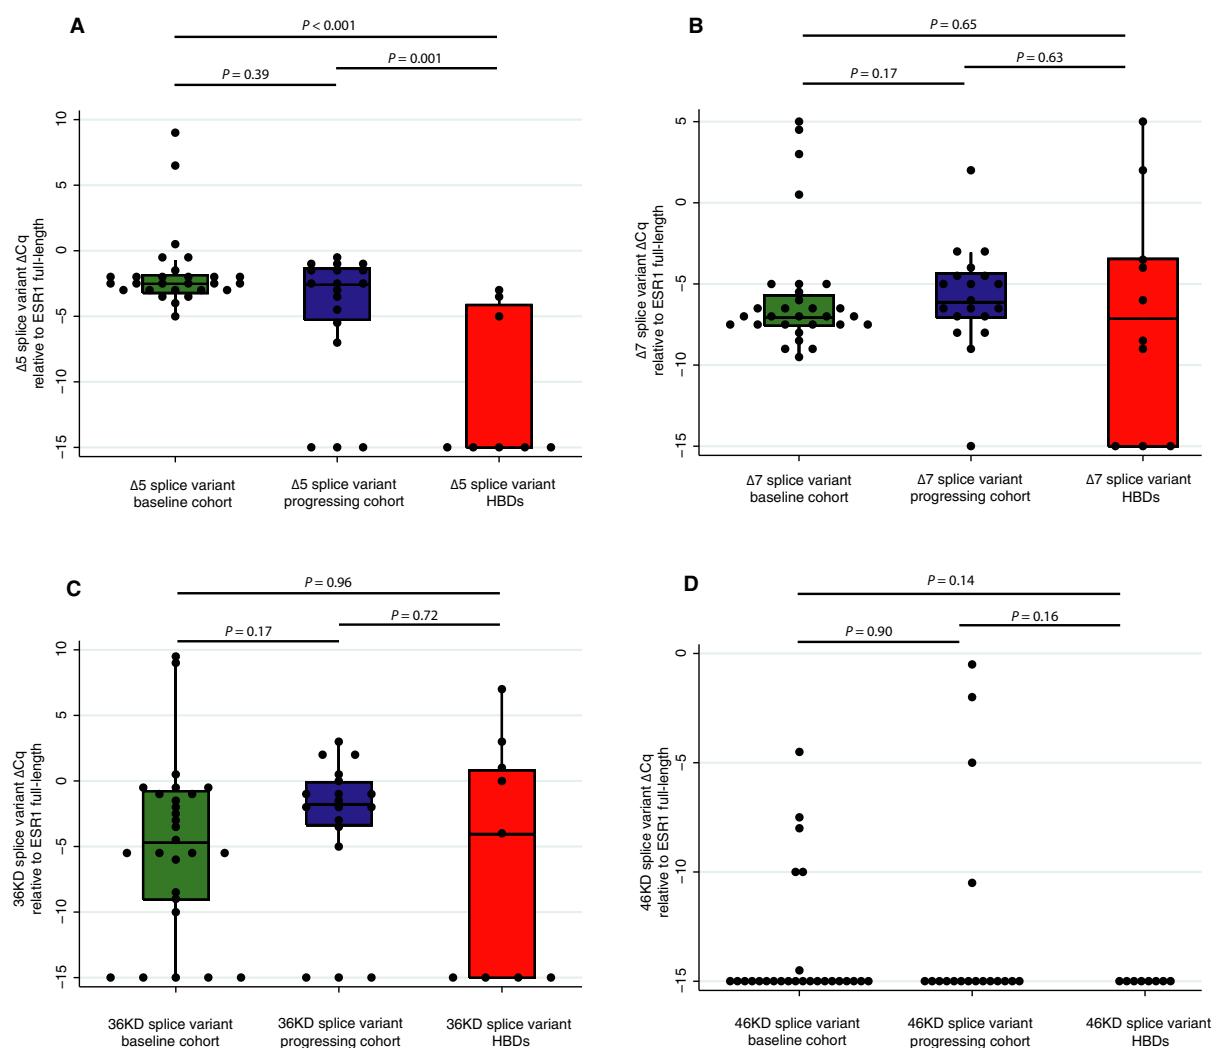 A
P < 0.001
P = 0.001
P = 0.39
10
5
0
−5
−10
−15
Δ5 splice variant ΔCq
relative to ESR1 full-length
Δ5 splice variant
baseline cohort
Δ5 splice variant
progressing cohort
Δ5 splice variant
HBDs
B
P = 0.65
P = 0.63
P = 0.17
5
0
−5
−10
−15
Δ7 splice variant ΔCq
relative to ESR1 full-length
Δ7 splice variant
baseline cohort
Δ7 splice variant
progressing cohort
Δ7 splice variant
HBDs
C
P = 0.96
P = 0.72
P = 0.17
10
5
0
−5
−10
−15
36KD splice variant ΔCq
relative to ESR1 full-length
36KD splice variant
baseline cohort
36KD splice variant
progressing cohort
36KD splice variant
HBDs
D
P = 0.14
P = 0.16
P = 0.90
0
−5
−10
−15
46KD splice variant ΔCq
relative to ESR1 full-length
46KD splice variant
baseline cohort
46KD splice variant
progressing cohort
46KD splice variant
HBDs